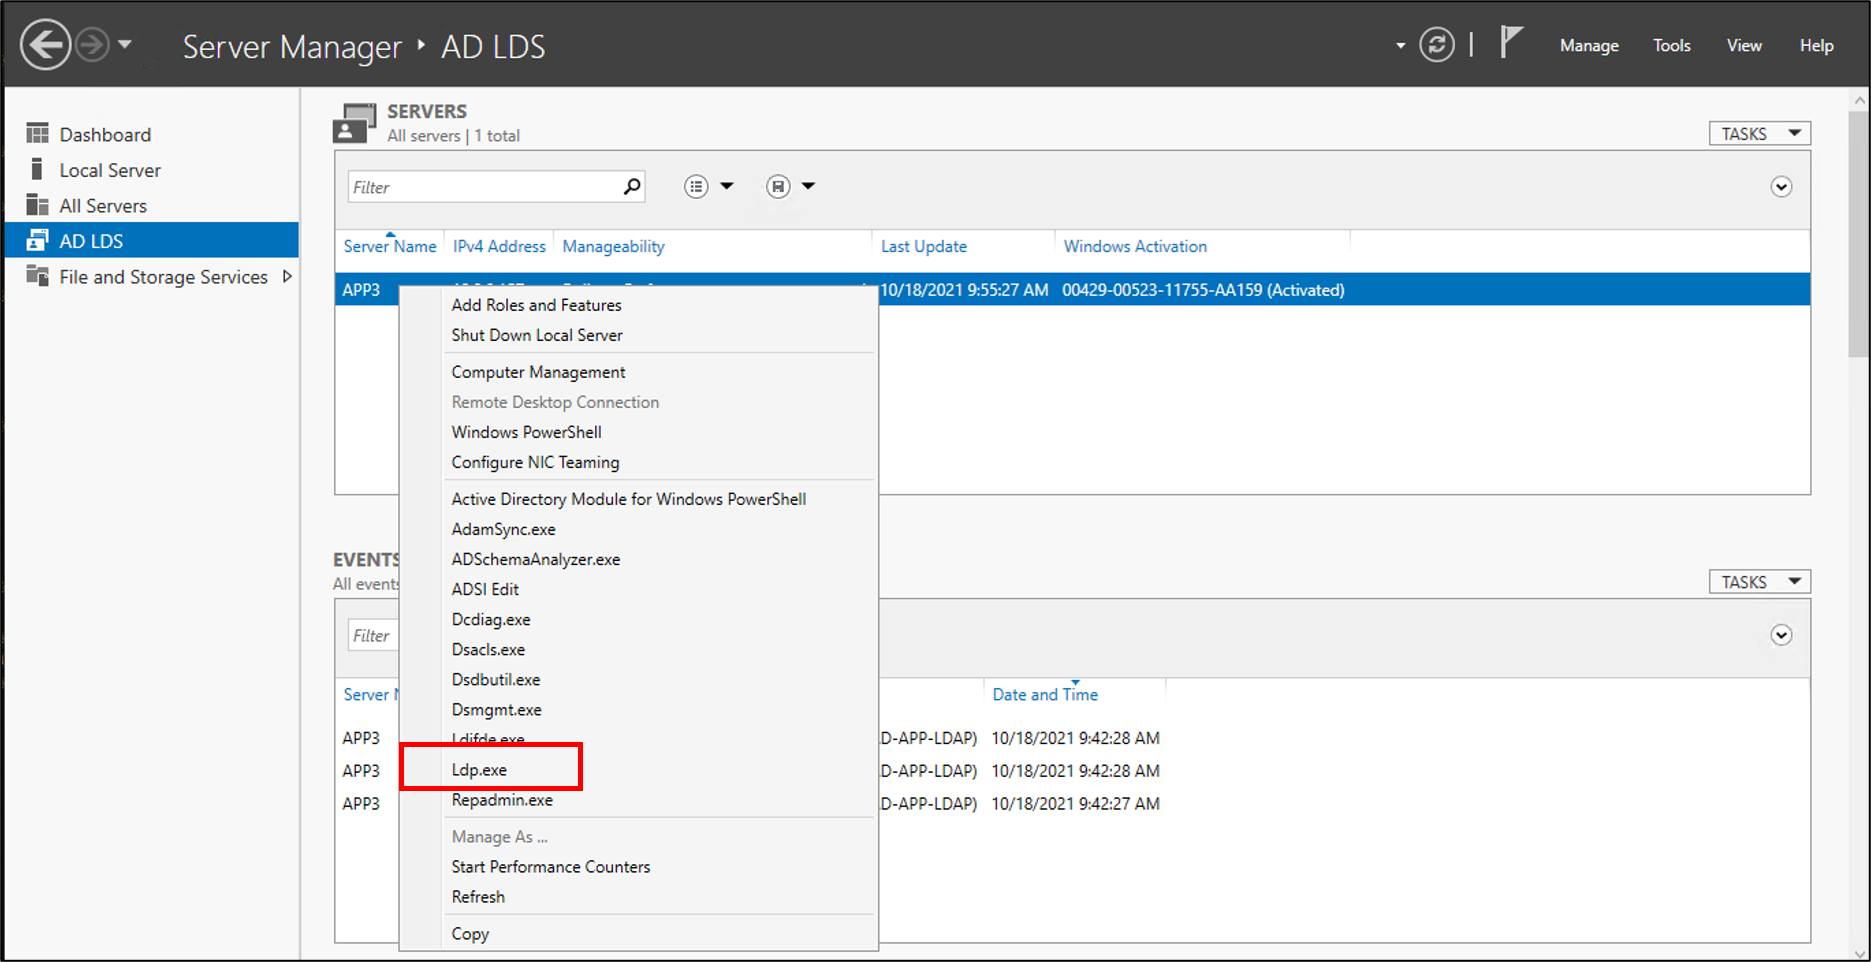 Server Manager ‣ AD LDS
Manage Tools View Help
Dashboard
Local Server
All Servers
AD LDS
File and Storage Services
SERVERS
All servers | 1 total
TASKS
Filter
Server Name IPv4 Address Manageability Last Update Windows Activation
APP3 10/18/2021 9:55:27 AM 00429-00523-11755-AA159 (Activated)
Add Roles and Features
Shut Down Local Server
Computer Management
Remote Desktop Connection
Windows PowerShell
Configure NIC Teaming
Active Directory Module for Windows PowerShell
AdamSync.exe
ADSchemaAnalyzer.exe
ADSI Edit
Dcdiag.exe
Dsacls.exe
Dsdbutil.exe
Dsmgmt.exe
Ldifde.exe
Ldp.exe
Repadmin.exe
Manage As ...
Start Performance Counters
Refresh
Copy
EVENTS
All events
TASKS
Filter
Server N Date and Time
APP3 D-APP-LDAP) 10/18/2021 9:42:28 AM
APP3 D-APP-LDAP) 10/18/2021 9:42:28 AM
APP3 D-APP-LDAP) 10/18/2021 9:42:27 AM